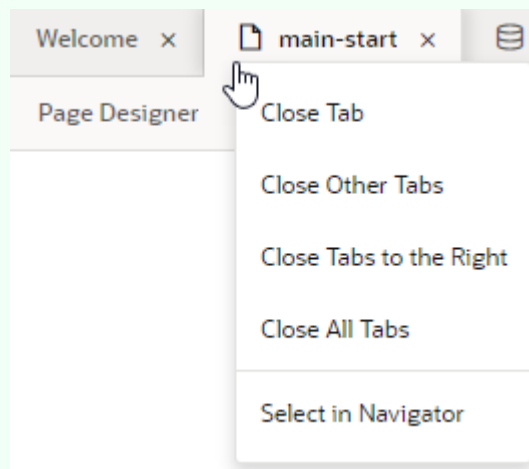 Welcome × main-start ×
Page Designer
Close Tab
Close Other Tabs
Close Tabs to the Right
Close All Tabs
Select in Navigator